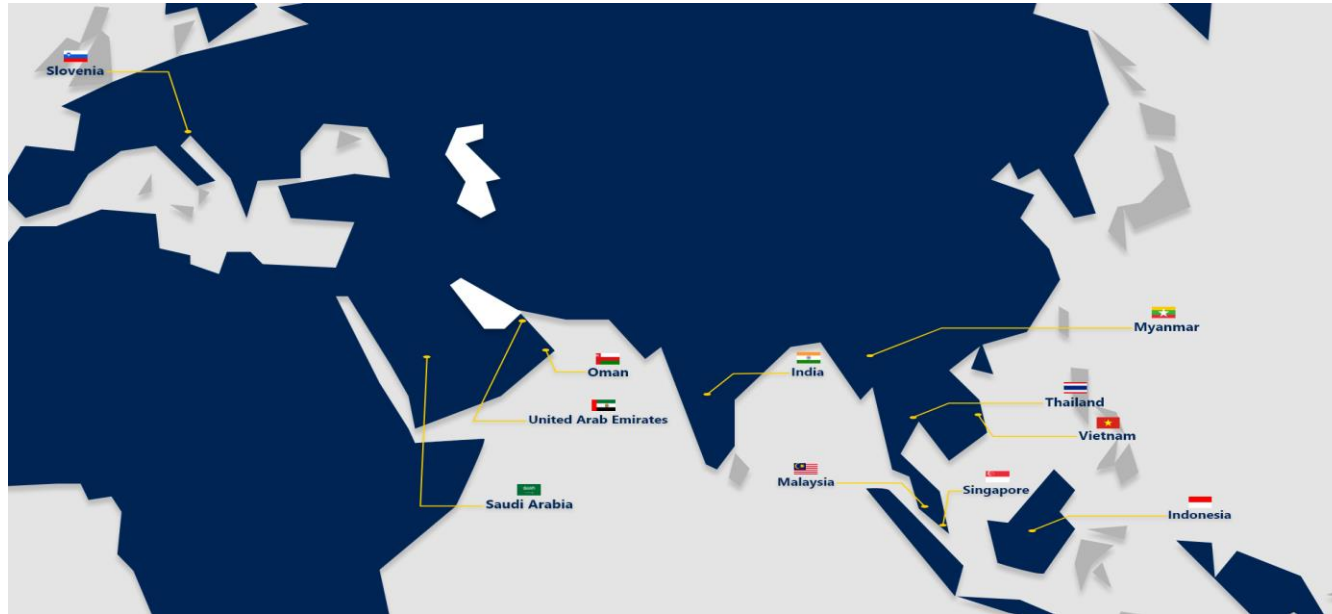 Slovenia
Myanmar
Oman
India
Thailand
United Arab Emirates
Vietnam
Malaysia
Singapore
Saudi Arabia
Indonesia